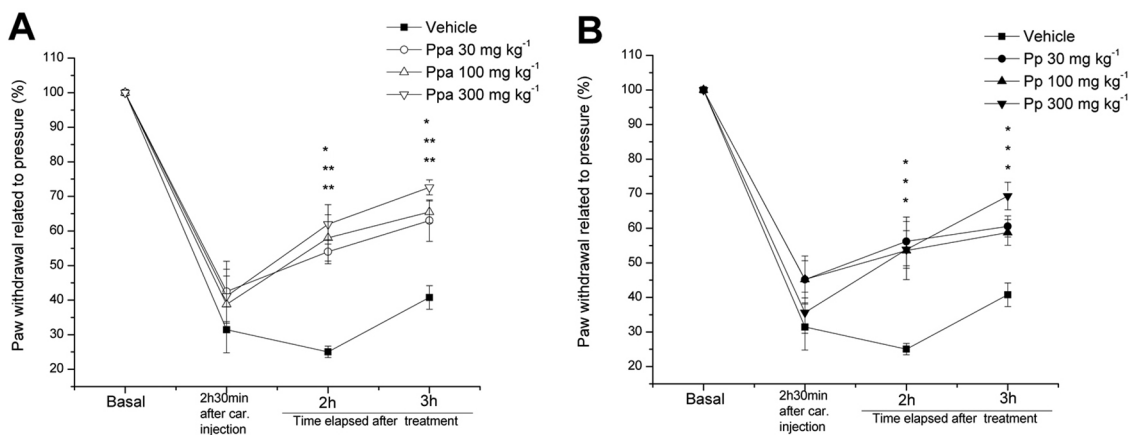 A
Vehicle
Ppa 30 mg kg-1
Ppa 100 mg kg-1
Ppa 300 mg kg-1
Paw withdrawal related to pressure (%)
110
100
90
80
70
60
50
40
30
20
*
**
**
*
**
**
Basal
2h30min
after car.
injection
2h
3h
Time elapsed after treatment
B
Vehicle
Pp 30 mg kg-1
Pp 100 mg kg-1
Pp 300 mg kg-1
Paw withdrawal related to pressure (%)
110
100
90
80
70
60
50
40
30
20
*
*
*
*
*
*
Basal
2h30min
after car.
injection
2h
3h
Time elapsed after treatment